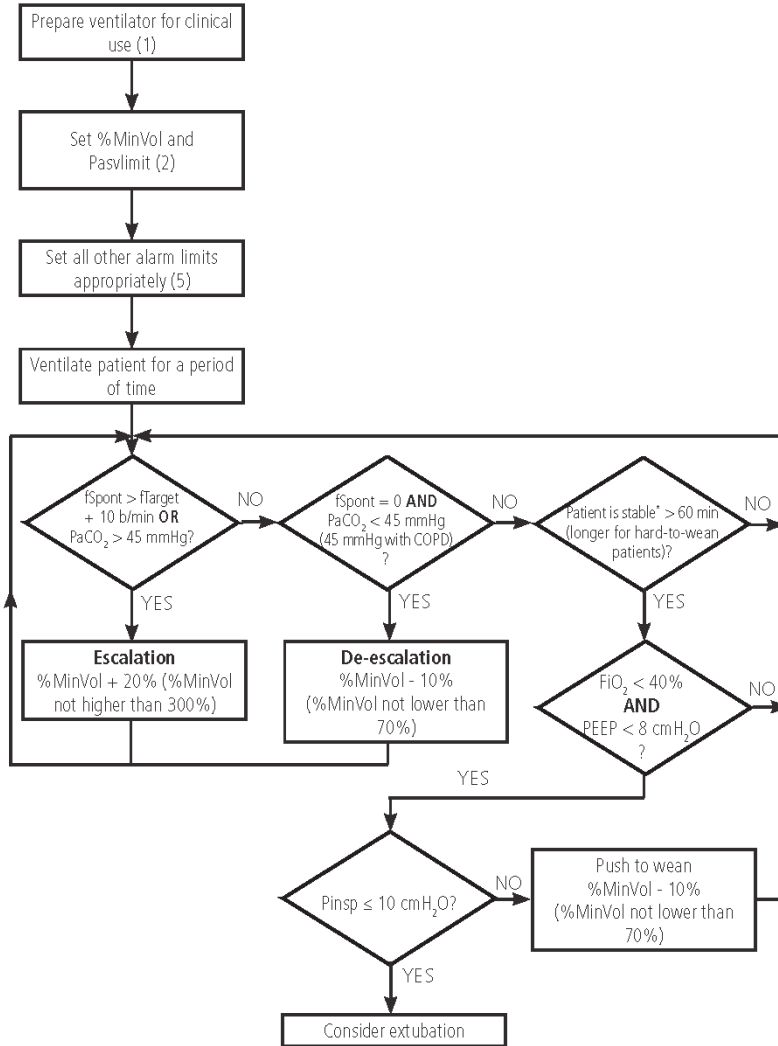 Prepare ventilator for clinical
use (1)
Set %MinVol and
Pasvlimit (2)
Set all other alarm limits
appropriately (5)
Ventilate patient for a period
of time
fSpont > fTarget
+ 10 b/min OR
PaCO₂ > 45 mmHg?
NO
YES
fSpont = 0 AND
PaCO₂ < 45 mmHg
(45 mmHg with COPD)
?
NO
YES
Patient is stable* > 60 min
(longer for hard-to-wean
patients)?
NO
YES
Escalation
%MinVol + 20% (%MinVol
not higher than 300%)
De-escalation
%MinVol - 10%
(%MinVol not lower than
70%)
FiO₂ < 40%
AND
PEEP < 8 cmH₂O
?
NO
YES
Pinsp ≤ 10 cmH₂O?
NO
YES
Push to wean
%MinVol - 10%
(%MinVol not lower than
70%)
Consider extubation